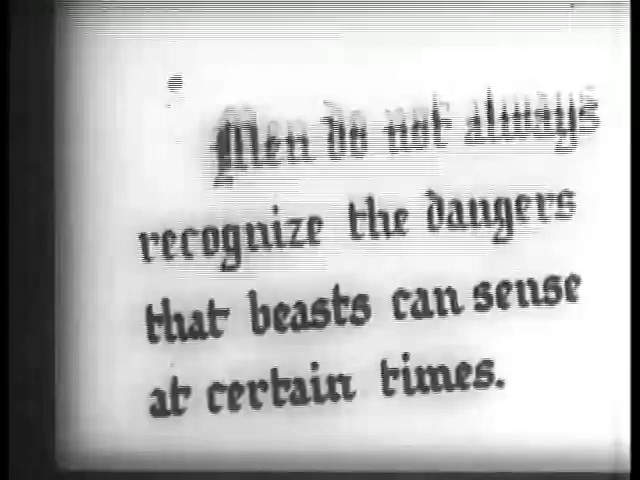 Men do not always
recognize the dangers
that beasts can sense
at certain times.